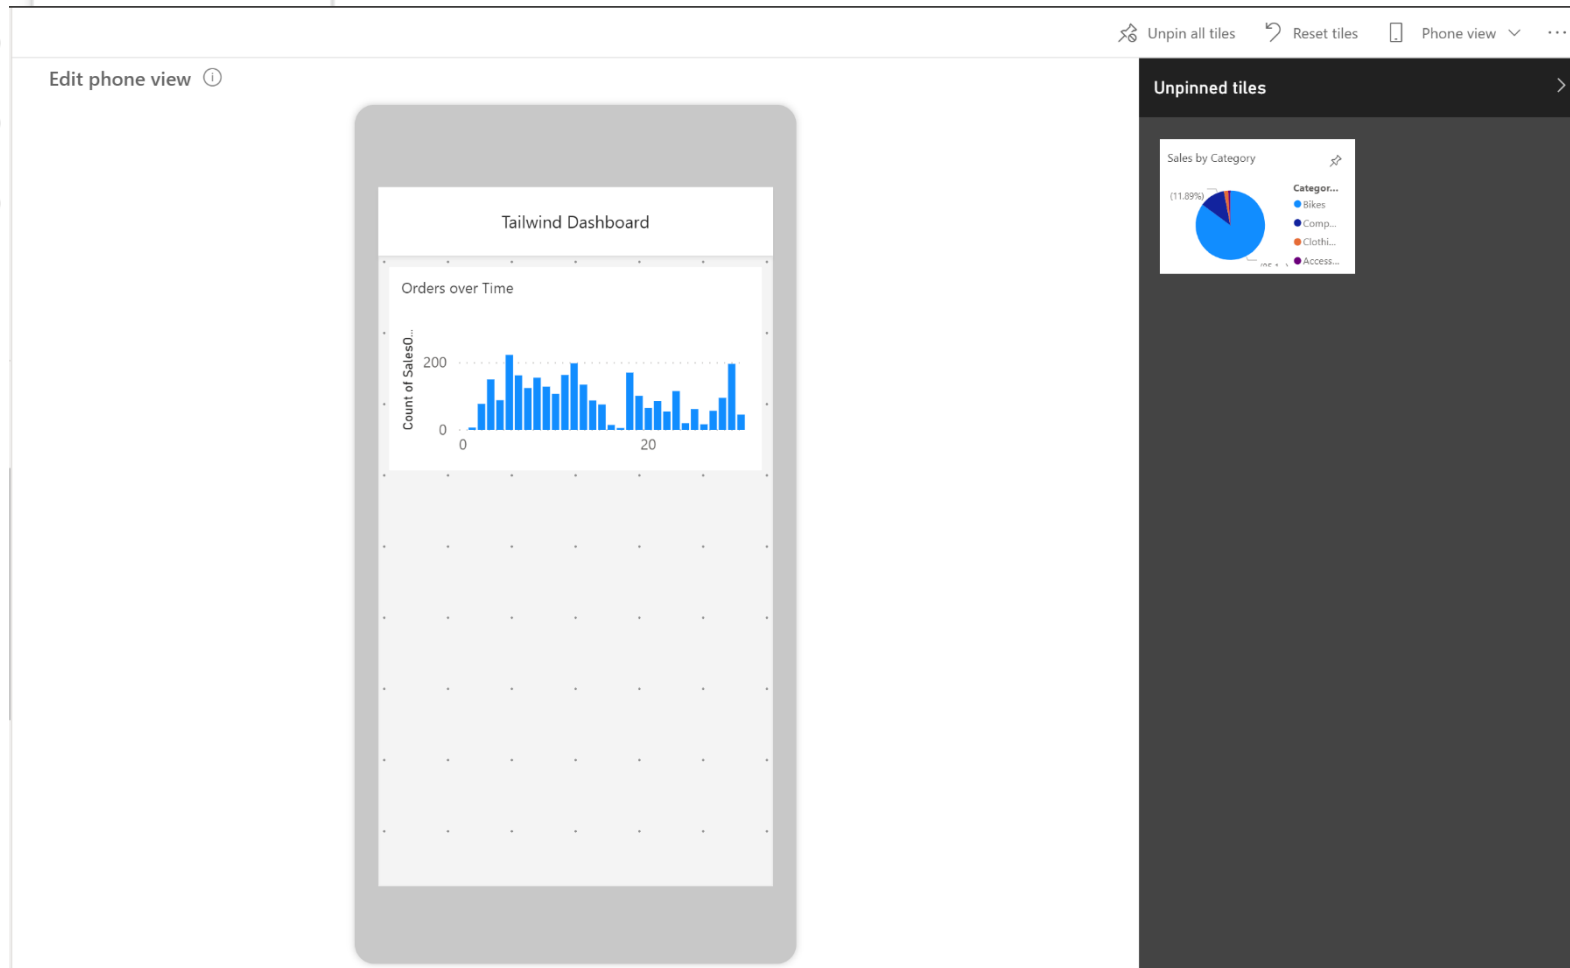 Unpin all tiles
Reset tiles
Phone view
Edit phone view
Unpinned tiles
Tailwind Dashboard
Orders over Time
Count of SalesO...
200
0
0
20
Sales by Category
(11.89%)
Categor...
Bikes
Comp...
Clothi...
Access...